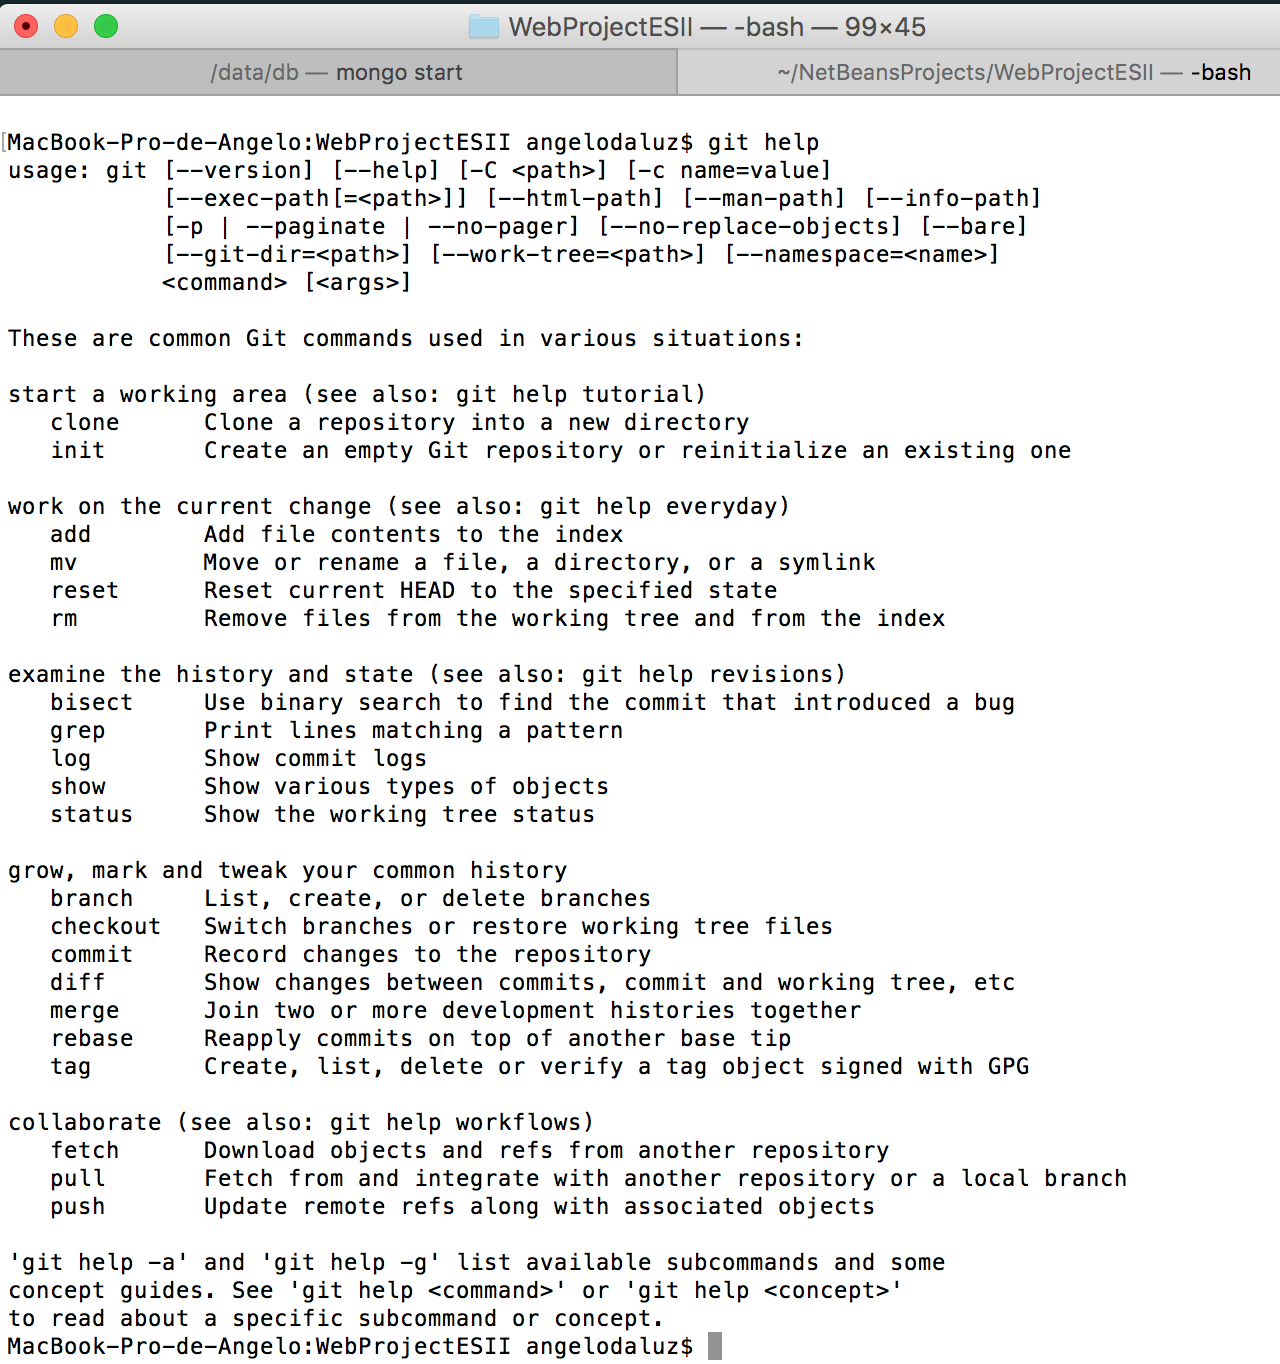 WebProjectESII — -bash — 99×45
/data/db — mongo start
~/NetBeansProjects/WebProjectESII — -bash
[MacBook-Pro-de-Angelo:WebProjectESII angelodaluz$ git help
usage: git [--version] [--help] [-C <path>] [-c name=value]
           [--exec-path[=<path>]] [--html-path] [--man-path] [--info-path]
           [-p | --paginate | --no-pager] [--no-replace-objects] [--bare]
           [--git-dir=<path>] [--work-tree=<path>] [--namespace=<name>]
           <command> [<args>]

These are common Git commands used in various situations:

start a working area (see also: git help tutorial)
   clone      Clone a repository into a new directory
   init       Create an empty Git repository or reinitialize an existing one

work on the current change (see also: git help everyday)
   add        Add file contents to the index
   mv         Move or rename a file, a directory, or a symlink
   reset      Reset current HEAD to the specified state
   rm         Remove files from the working tree and from the index

examine the history and state (see also: git help revisions)
   bisect     Use binary search to find the commit that introduced a bug
   grep       Print lines matching a pattern
   log        Show commit logs
   show       Show various types of objects
   status     Show the working tree status

grow, mark and tweak your common history
   branch     List, create, or delete branches
   checkout   Switch branches or restore working tree files
   commit     Record changes to the repository
   diff       Show changes between commits, commit and working tree, etc
   merge      Join two or more development histories together
   rebase     Reapply commits on top of another base tip
   tag        Create, list, delete or verify a tag object signed with GPG

collaborate (see also: git help workflows)
   fetch      Download objects and refs from another repository
   pull       Fetch from and integrate with another repository or a local branch
   push       Update remote refs along with associated objects

'git help -a' and 'git help -g' list available subcommands and some
concept guides. See 'git help <command>' or 'git help <concept>'
to read about a specific subcommand or concept.
MacBook-Pro-de-Angelo:WebProjectESII angelodaluz$